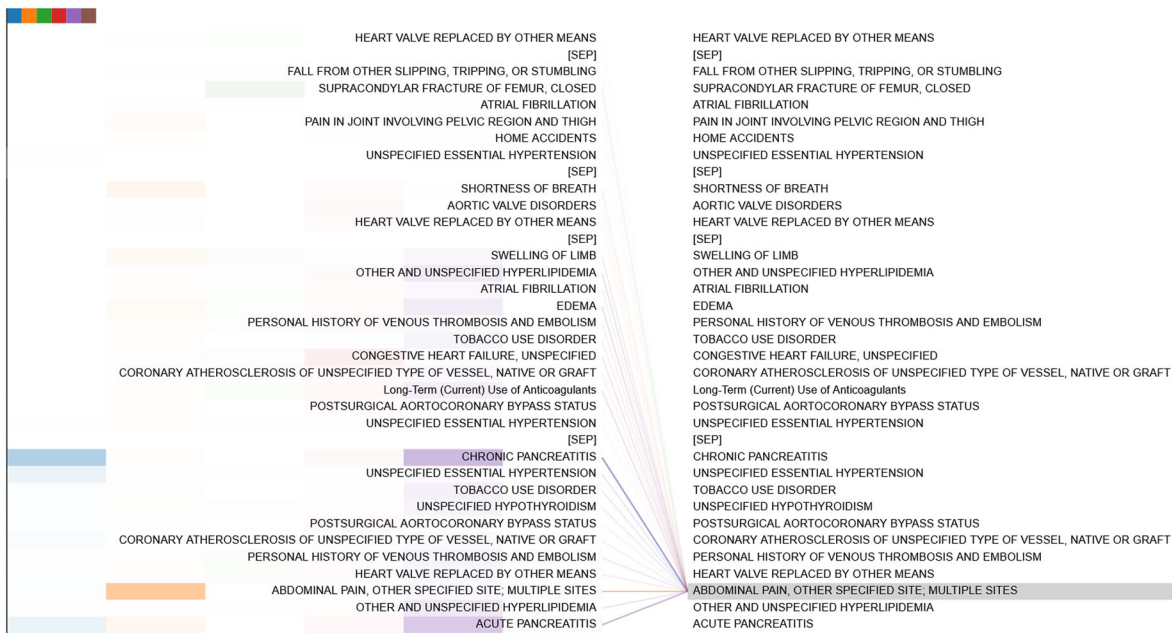 HEART VALVE REPLACED BY OTHER MEANS
[SEP]
FALL FROM OTHER SLIPPING, TRIPPING, OR STUMBLING
SUPRACONDYLAR FRACTURE OF FEMUR, CLOSED
ATRIAL FIBRILLATION
PAIN IN JOINT INVOLVING PELVIC REGION AND THIGH
HOME ACCIDENTS
UNSPECIFIED ESSENTIAL HYPERTENSION
[SEP]
SHORTNESS OF BREATH
AORTIC VALVE DISORDERS
HEART VALVE REPLACED BY OTHER MEANS
[SEP]
SWELLING OF LIMB
OTHER AND UNSPECIFIED HYPERLIPIDEMIA
ATRIAL FIBRILLATION
EDEMA
PERSONAL HISTORY OF VENOUS THROMBOSIS AND EMBOLISM
TOBACCO USE DISORDER
CONGESTIVE HEART FAILURE, UNSPECIFIED
CORONARY ATHEROSCLEROSIS OF UNSPECIFIED TYPE OF VESSEL, NATIVE OR GRAFT
Long-Term (Current) Use of Anticoagulants
POSTSURGICAL AORTOCORONARY BYPASS STATUS
UNSPECIFIED ESSENTIAL HYPERTENSION
[SEP]
CHRONIC PANCREATITIS
UNSPECIFIED ESSENTIAL HYPERTENSION
TOBACCO USE DISORDER
UNSPECIFIED HYPOTHYROIDISM
POSTSURGICAL AORTOCORONARY BYPASS STATUS
CORONARY ATHEROSCLEROSIS OF UNSPECIFIED TYPE OF VESSEL, NATIVE OR GRAFT
PERSONAL HISTORY OF VENOUS THROMBOSIS AND EMBOLISM
HEART VALVE REPLACED BY OTHER MEANS
ABDOMINAL PAIN, OTHER SPECIFIED SITE; MULTIPLE SITES
OTHER AND UNSPECIFIED HYPERLIPIDEMIA
ACUTE PANCREATITIS
HEART VALVE REPLACED BY OTHER MEANS
[SEP]
FALL FROM OTHER SLIPPING, TRIPPING, OR STUMBLING
SUPRACONDYLAR FRACTURE OF FEMUR, CLOSED
ATRIAL FIBRILLATION
PAIN IN JOINT INVOLVING PELVIC REGION AND THIGH
HOME ACCIDENTS
UNSPECIFIED ESSENTIAL HYPERTENSION
[SEP]
SHORTNESS OF BREATH
AORTIC VALVE DISORDERS
HEART VALVE REPLACED BY OTHER MEANS
[SEP]
SWELLING OF LIMB
OTHER AND UNSPECIFIED HYPERLIPIDEMIA
ATRIAL FIBRILLATION
EDEMA
PERSONAL HISTORY OF VENOUS THROMBOSIS AND EMBOLISM
TOBACCO USE DISORDER
CONGESTIVE HEART FAILURE, UNSPECIFIED
CORONARY ATHEROSCLEROSIS OF UNSPECIFIED TYPE OF VESSEL, NATIVE OR GRAFT
Long-Term (Current) Use of Anticoagulants
POSTSURGICAL AORTOCORONARY BYPASS STATUS
UNSPECIFIED ESSENTIAL HYPERTENSION
[SEP]
CHRONIC PANCREATITIS
UNSPECIFIED ESSENTIAL HYPERTENSION
TOBACCO USE DISORDER
UNSPECIFIED HYPOTHYROIDISM
POSTSURGICAL AORTOCORONARY BYPASS STATUS
CORONARY ATHEROSCLEROSIS OF UNSPECIFIED TYPE OF VESSEL, NATIVE OR GRAFT
PERSONAL HISTORY OF VENOUS THROMBOSIS AND EMBOLISM
HEART VALVE REPLACED BY OTHER MEANS
ABDOMINAL PAIN, OTHER SPECIFIED SITE; MULTIPLE SITES
OTHER AND UNSPECIFIED HYPERLIPIDEMIA
ACUTE PANCREATITIS